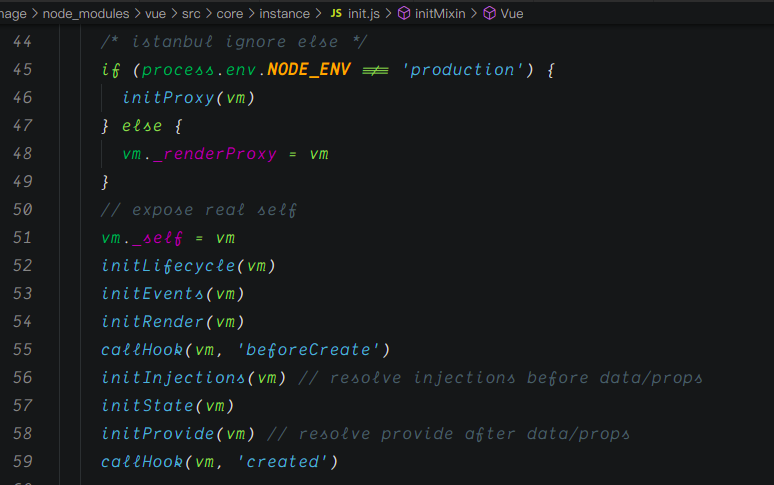 nage > node_modules > vue > src > core > instance > JS init.js > initMixin > Vue
44 /* istanbul ignore else */
45 if (process.env.NODE_ENV !== 'production') {
46 initProxy(vm)
47 } else {
48 vm._renderProxy = vm
49 }
50 // expose real self
51 vm._self = vm
52 initLifecycle(vm)
53 initEvents(vm)
54 initRender(vm)
55 callHook(vm, 'beforeCreate')
56 initInjections(vm) // resolve injections before data/props
57 initState(vm)
58 initProvide(vm) // resolve provide after data/props
59 callHook(vm, 'created')